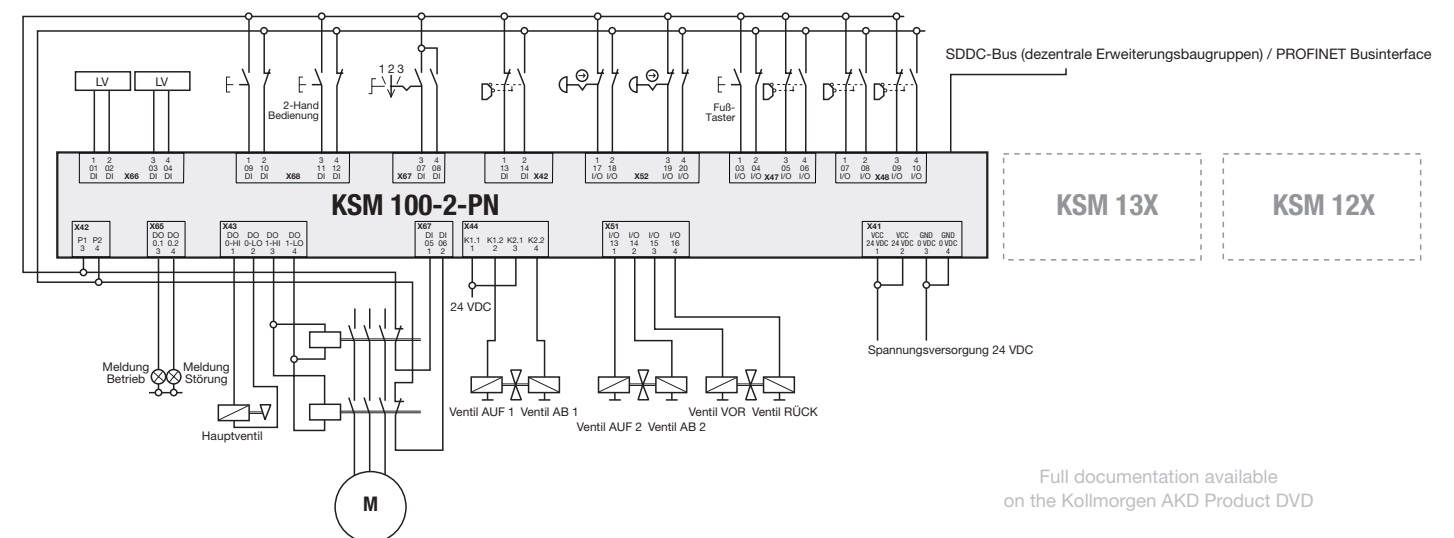 SDDC-Bus (dezentrale Erweiterungsbaugruppen) / PROFINET Businterface
1 2 3
LV LV
2-Hand
Bedienung
Fuß-
Taster
1 2 3 4
01 02 03 04
DI DI X66 DI DI
1 2 3 4
09 10 11 12
DI DI X68 DI DI
3 4
07 08
X67 DI DI
1 2
13 14
DI DI X42
1 2 3 4
17 18 19 20
I/O I/O X52 I/O I/O
1 2 3 4
03 04 05 06
I/O I/O X47 I/O I/O
1 2 3 4
07 08 09 10
I/O I/O X48 I/O I/O
KSM 100-2-PN
KSM 13X
KSM 12X
X42
P1 P2
3 4
X65
DO DO
0.1 0.2
3 4
X43
DO DO DO DO
0-HI 0-LO 1-HI 1-LO
1 2 3 4
X67
DI DI
05 06
1 2
X44
K1.1 K1.2 K2.1 K2.2
1 2 3 4
X51
I/O I/O I/O I/O
13 14 15 16
1 2 3 4
X41
VCC VCC GND GND
24 VDC 24 VDC 0 VDC 0 VDC
1 2 3 4
24 VDC
Spannungsversorgung 24 VDC
Meldung Meldung
Betrieb Störung
Hauptventil
Ventil AUF 1 Ventil AB 1
Ventil AUF 2 Ventil AB 2
Ventil VOR Ventil RÜCK
M
Full documentation available
on the Kollmorgen AKD Product DVD